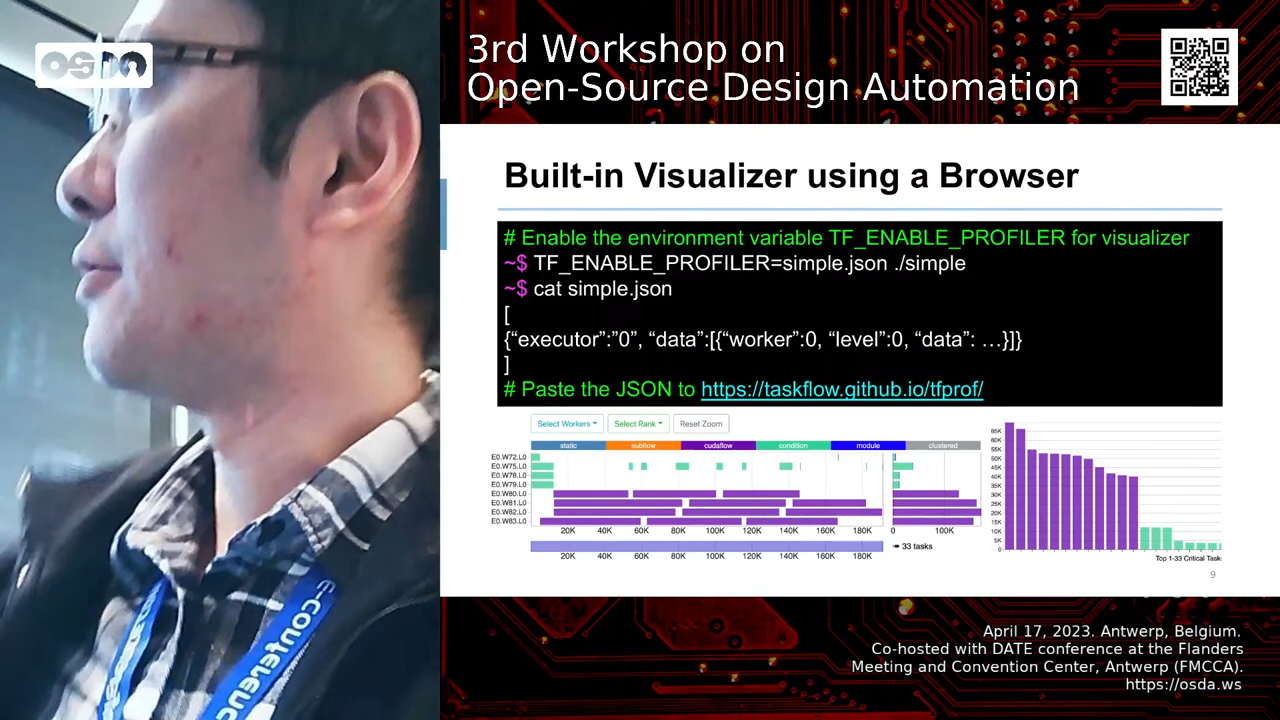 OSDA
3rd Workshop on
Open-Source Design Automation
Built-in Visualizer using a Browser
# Enable the environment variable TF_ENABLE_PROFILER for visualizer
~$ TF_ENABLE_PROFILER=simple.json ./simple
~$ cat simple.json
[
{“executor”:”0”, “data”:[{“worker”:0, “level”:0, “data”: …}]}
]
# Paste the JSON to https://taskflow.github.io/tfprof/
Select Workers Select Rank Reset Zoom
static subflow cudaflow condition module clustered
E0.W72.L0
E0.W75.L0
E0.W78.L0
E0.W79.L0
E0.W80.L0
E0.W81.L0
E0.W82.L0
E0.W83.L0
20K 40K 60K 80K 100K 120K 140K 160K 180K 0 100K
33 tasks
20K 40K 60K 80K 100K 120K 140K 160K 180K
65K
60K
55K
50K
45K
40K
35K
30K
25K
20K
15K
10K
5K
0
Top 1-33 Critical Task
9
e-conferenc
April 17, 2023. Antwerp, Belgium.
Co-hosted with DATE conference at the Flanders
Meeting and Convention Center, Antwerp (FMCCA).
https://osda.ws